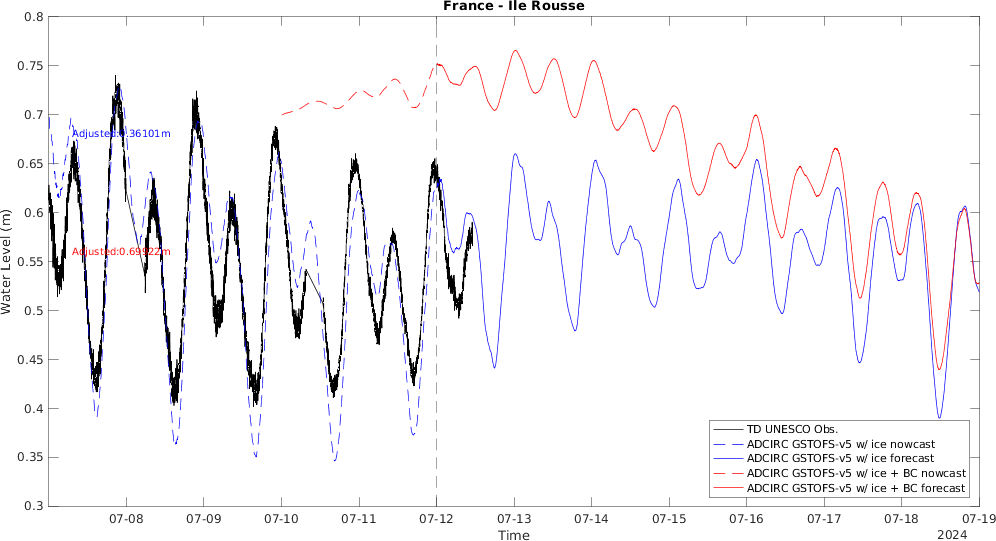 France - Ile Rousse
Water Level (m)
0.8
0.75
0.7
0.65
0.6
0.55
0.5
0.45
0.4
0.35
0.3
Adjusted:0.36101m
Adjusted:0.69922m
TD UNESCO Obs.
ADCIRC GSTOFS-v5 w/ ice nowcast
ADCIRC GSTOFS-v5 w/ ice forecast
ADCIRC GSTOFS-v5 w/ ice + BC nowcast
ADCIRC GSTOFS-v5 w/ ice + BC forecast
07-08 07-09 07-10 07-11 07-12 07-13 07-14 07-15 07-16 07-17 07-18 07-19
Time
2024